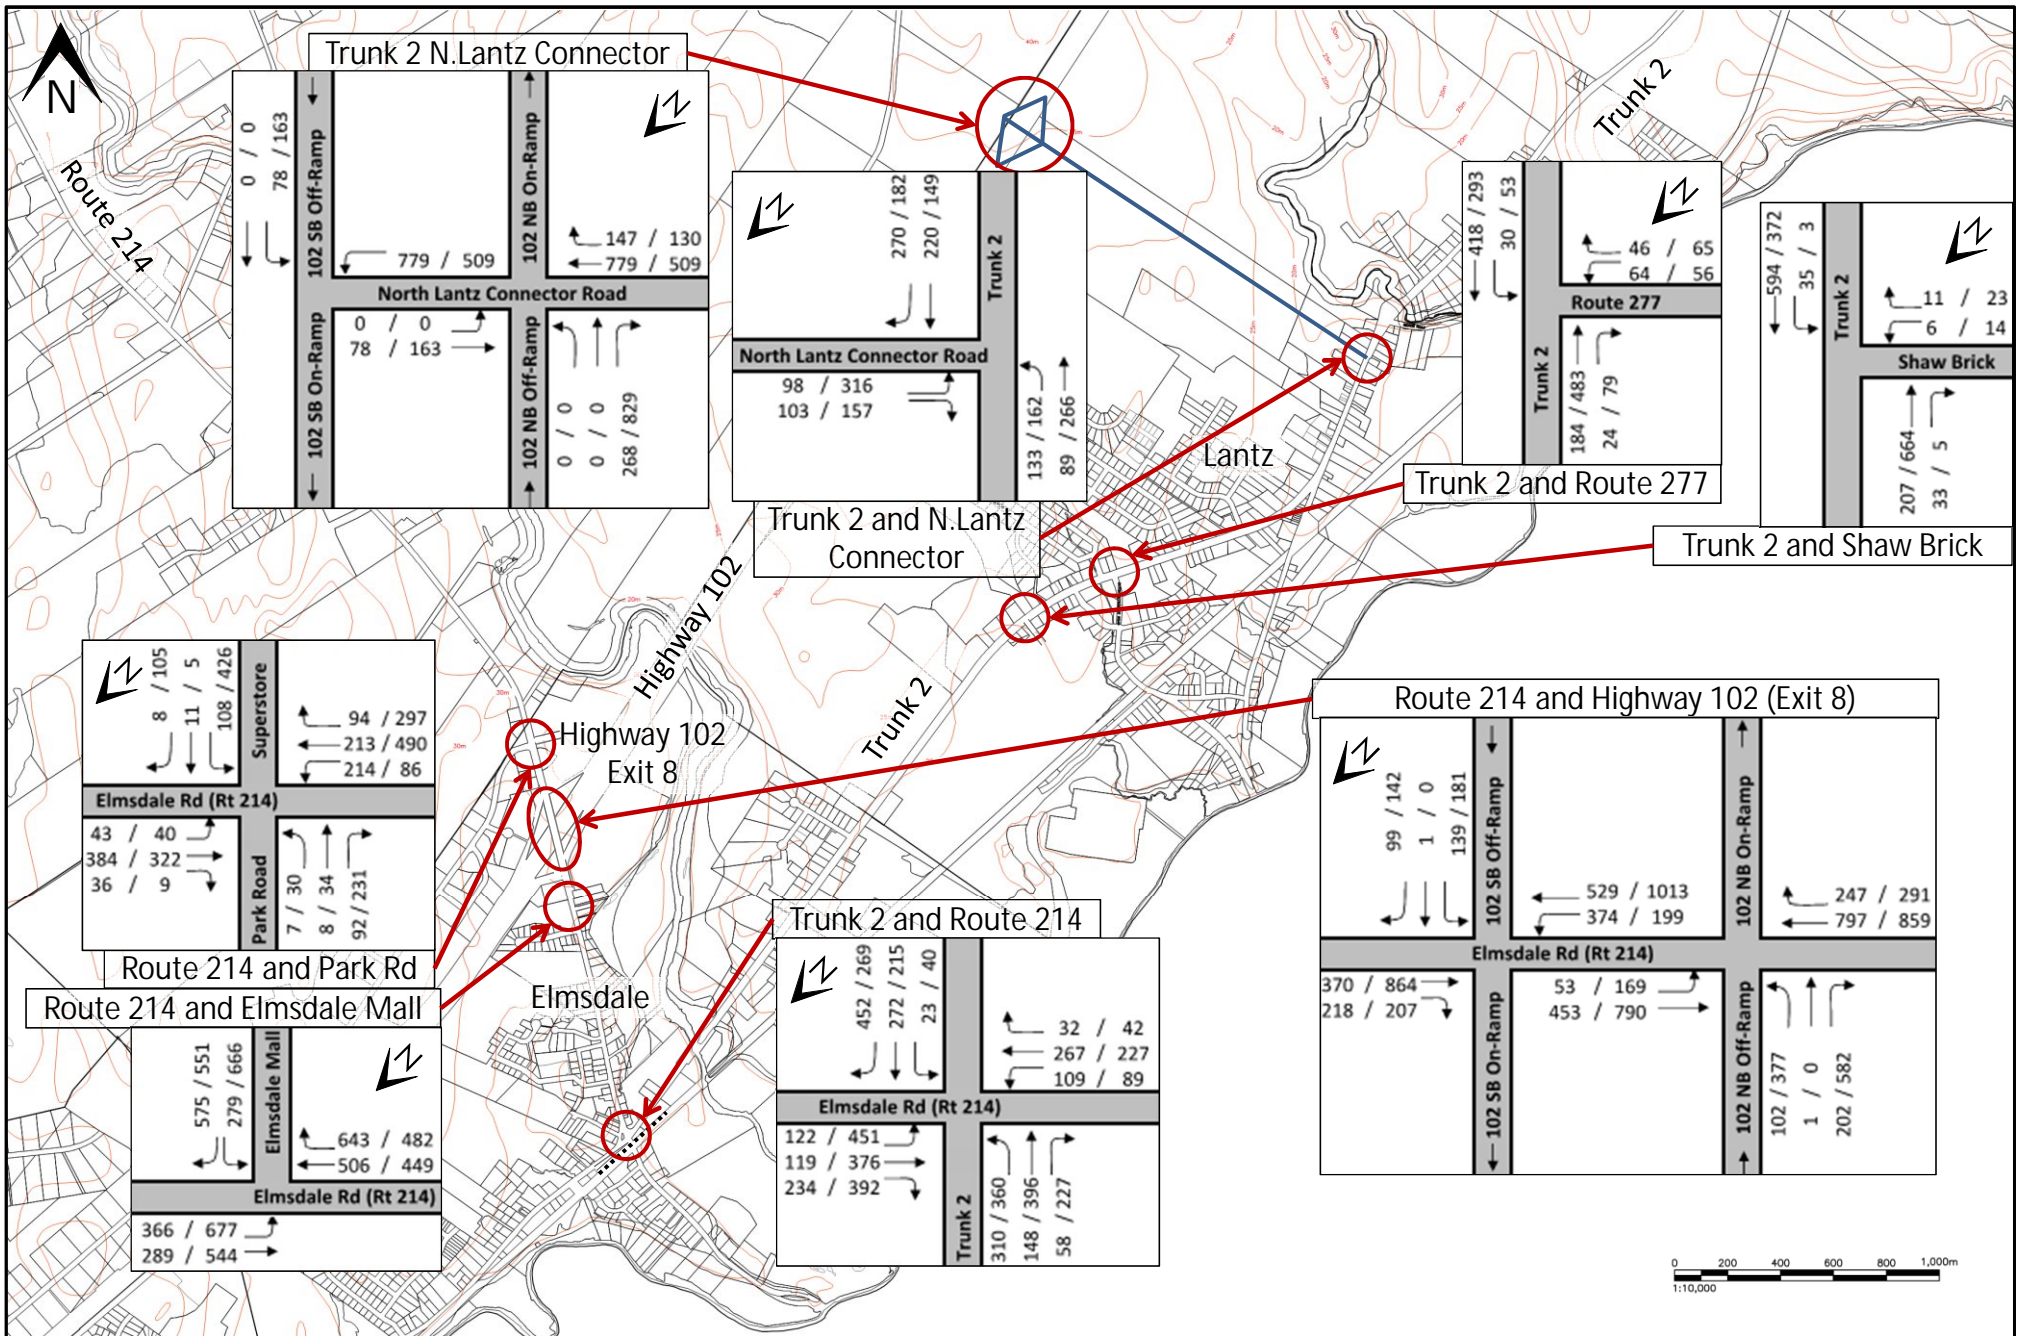 N
Trunk 2 N.Lantz Connector
0 / 0
78 / 163
102 SB Off-Ramp
102 NB On-Ramp
N
147 / 130
779 / 509
779 / 509
North Lantz Connector Road
0 / 0
78 / 163
102 SB On-Ramp
102 NB Off-Ramp
0 / 0
0 / 0
268 / 829
Route 214
40m
Trunk 2
N
270 / 182
220 / 149
Trunk 2
North Lantz Connector Road
98 / 316
103 / 157
133 / 162
89 / 266
Trunk 2 and N.Lantz
Connector
418 / 293
30 / 53
N
46 / 65
64 / 56
Route 277
Trunk 2
184 / 483
24 / 79
Trunk 2 and Route 277
594 / 372
35 / 3
Trunk 2
N
11 / 23
6 / 14
Shaw Brick
207 / 664
33 / 5
Trunk 2 and Shaw Brick
Lantz
Highway 102
Trunk 2
Highway 102
Exit 8
8 / 105
11 / 5
108 / 426
N
Superstore
94 / 297
213 / 490
214 / 86
Elmsdale Rd (Rt 214)
43 / 40
384 / 322
36 / 9
Park Road
7 / 30
8 / 34
92 / 231
Route 214 and Park Rd
Route 214 and Elmsdale Mall
575 / 551
279 / 666
Elmsdale Mall
N
643 / 482
506 / 449
Elmsdale Rd (Rt 214)
366 / 677
289 / 544
Elmsdale
Trunk 2 and Route 214
N
452 / 269
272 / 215
23 / 40
32 / 42
267 / 227
109 / 89
Elmsdale Rd (Rt 214)
122 / 451
119 / 376
234 / 392
Trunk 2
310 / 360
148 / 396
58 / 227
Route 214 and Highway 102 (Exit 8)
N
99 / 142
1 / 0
139 / 181
102 SB Off-Ramp
102 NB On-Ramp
529 / 1013
374 / 199
247 / 291
797 / 859
Elmsdale Rd (Rt 214)
370 / 864
218 / 207
53 / 169
453 / 790
102 SB On-Ramp
102 NB Off-Ramp
102 / 377
1 / 0
202 / 582
0 200 400 600 800 1,000m
1:10,000